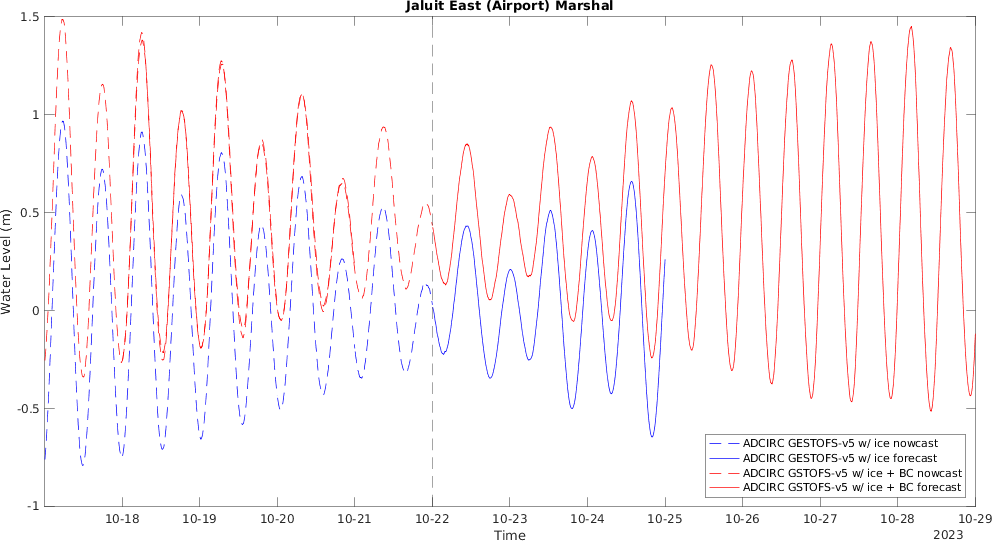 Jaluit East (Airport) Marshal
Water Level (m)
1.5
1
0.5
0
-0.5
-1
10-18 10-19 10-20 10-21 10-22 10-23 10-24 10-25 10-26 10-27 10-28 10-29
Time
2023
ADCIRC GESTOFS-v5 w/ ice nowcast
ADCIRC GESTOFS-v5 w/ ice forecast
ADCIRC GSTOFS-v5 w/ ice + BC nowcast
ADCIRC GSTOFS-v5 w/ ice + BC forecast